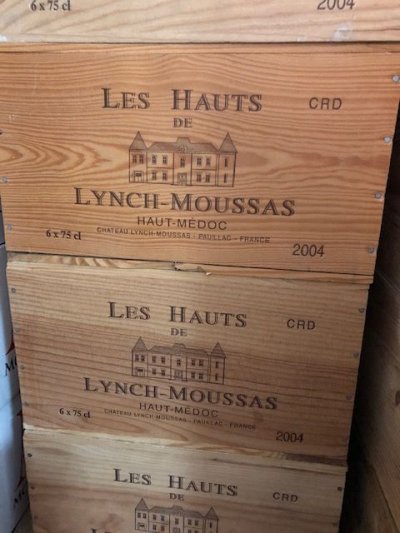 6 x 75 cl 2004
LES HAUTS CRD
DE
LYNCH-MOUSSAS
HAUT-MÉDOC
CHATEAU LYNCH-MOUSSAS - PAUILLAC - FRANCE
6 x 75 cl 2004
LES HAUTS CRD
DE
LYNCH-MOUSSAS
HAUT-MÉDOC
CHATEAU LYNCH-MOUSSAS - PAUILLAC - FRANCE
6 x 75 cl 2004
LES HAUTS CRD
DE
LYNCH-MOUSSAS